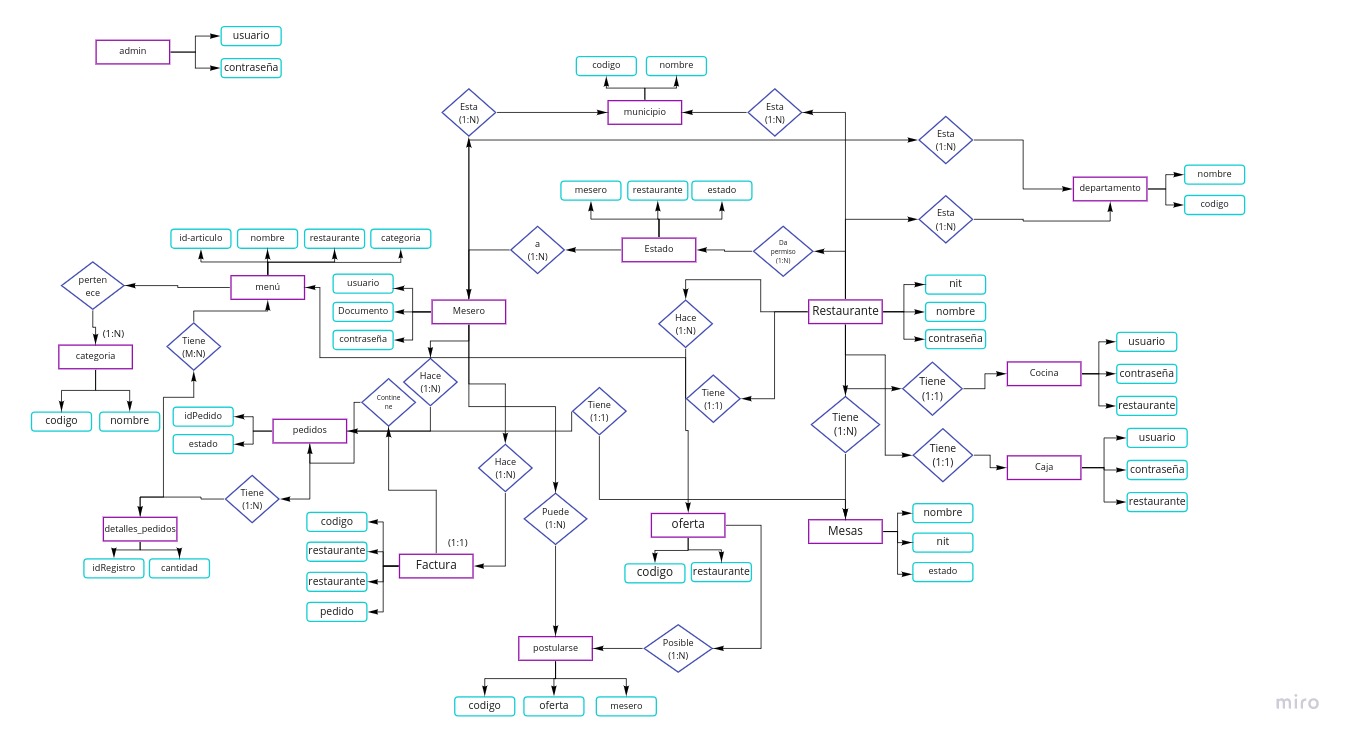 admin
usuario
contraseña
codigo
nombre
municipio
Esta
(1:N)
Esta
(1:N)
Esta
(1:N)
departamento
nombre
codigo
Esta
(1:N)
mesero
restaurante
estado
Estado
a
(1:N)
Da
permiso
(1:N)
id-articulo
nombre
restaurante
categoria
menú
perten
ece
(1:N)
categoria
codigo
nombre
Tiene
(M:N)
usuario
Documento
contraseña
Mesero
Hace
(1:N)
Restaurante
nit
nombre
contraseña
Hace
(1:N)
Contine
ne
Tiene
(1:1)
Tiene
(1:1)
Tiene
(1:N)
Tiene
(1:1)
Cocina
usuario
contraseña
restaurante
idPedido
estado
pedidos
Tiene
(1:1)
Caja
usuario
contraseña
restaurante
Hace
(1:N)
Tiene
(1:N)
Puede
(1:N)
detalles_pedidos
idRegistro
cantidad
codigo
restaurante
restaurante
pedido
(1:1)
Factura
oferta
codigo
restaurante
Mesas
nombre
nit
estado
postularse
Posible
(1:N)
codigo
oferta
mesero
miro